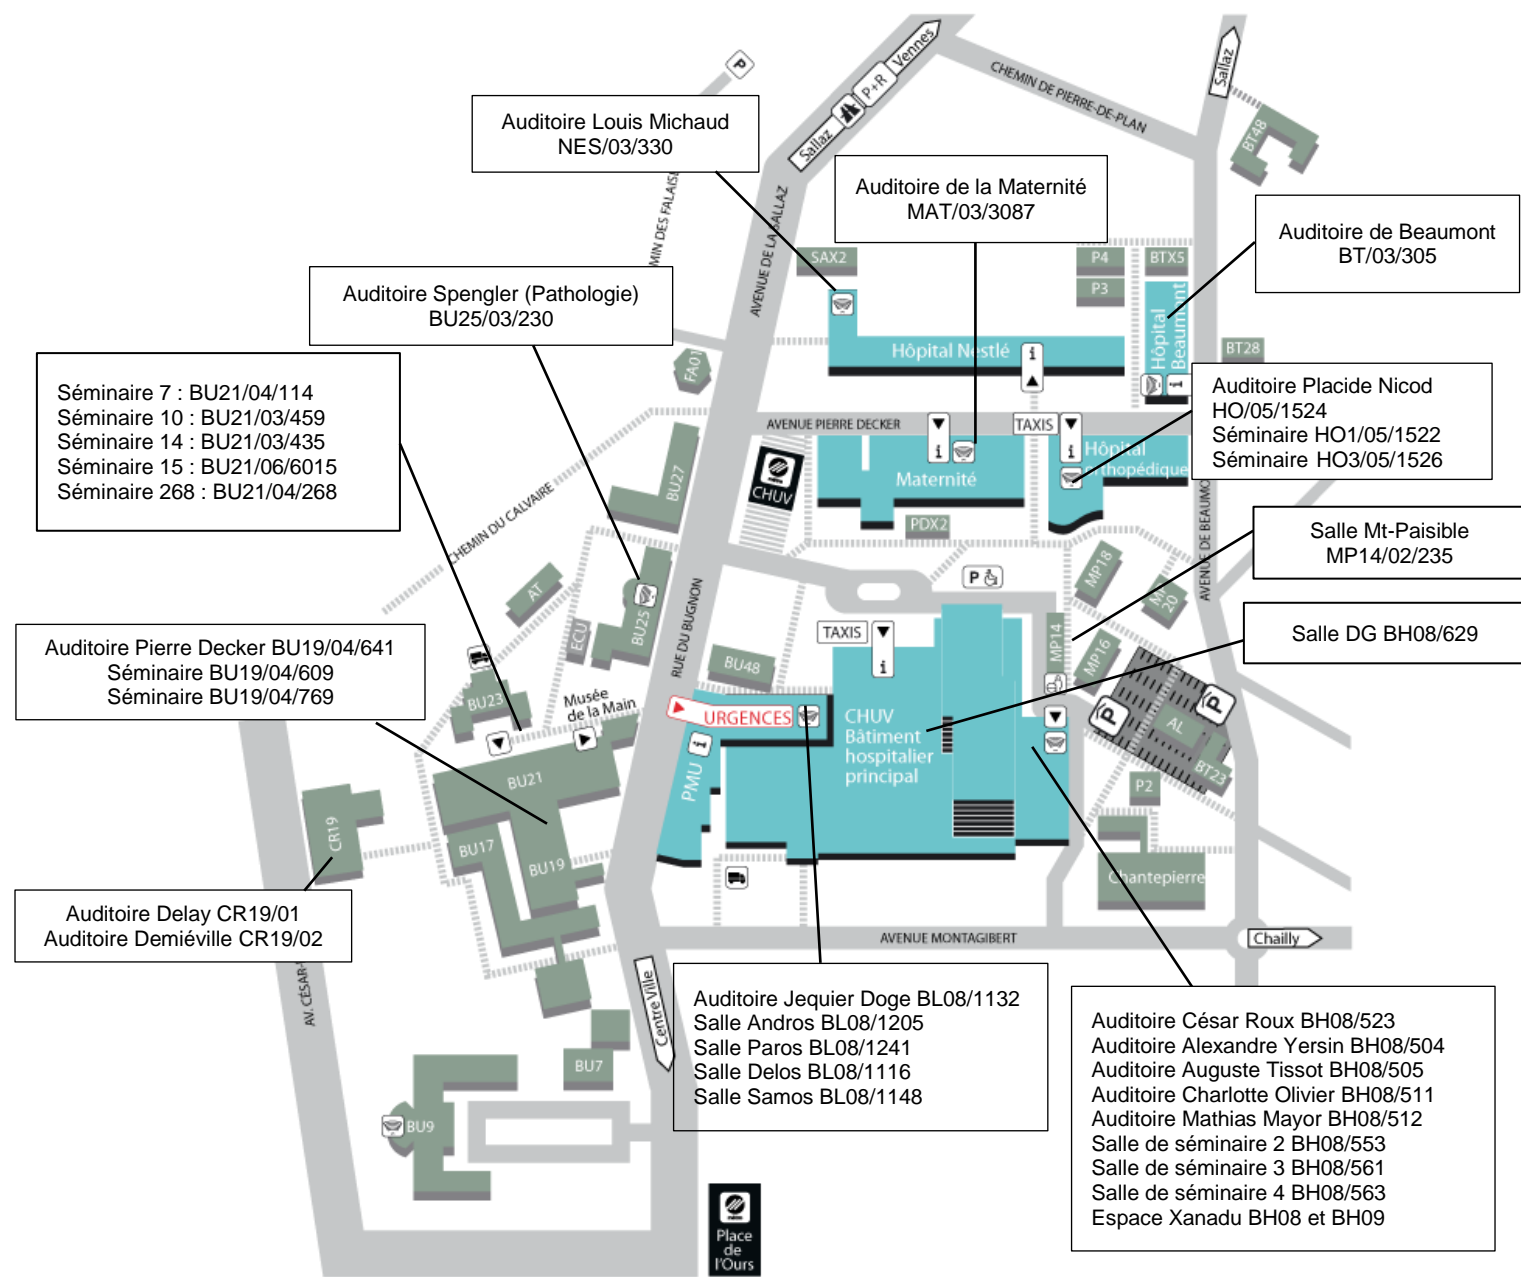 Vennes
P+R
Sallaz
P
CHEMIN DE PIERRE-DE-PLAN
Sallaz
BT48
Auditoire Louis Michaud
NES/03/330
Auditoire de la Maternité
MAT/03/3087
Auditoire de Beaumont
BT/03/305
MIN DES FALAISE
AVENUE DE LA SALLAZ
SAX2
P4
BTX5
P3
Auditoire Spengler (Pathologie)
BU25/03/230
Hôpital Nestlé
i
Hôpital
Beaumont
i
BT28
FA01
Séminaire 7 : BU21/04/114
Séminaire 10 : BU21/03/459
Séminaire 14 : BU21/03/435
Séminaire 15 : BU21/06/6015
Séminaire 268 : BU21/04/268
Auditoire Placide Nicod
HO/05/1524
Séminaire HO1/05/1522
Séminaire HO3/05/1526
AVENUE PIERRE DECKER
TAXIS
i
i
Hôpital
orthopédique
Maternité
CHUV
BU27
PDX2
CHEMIN DU CALVAIRE
AVENUE DE BEAUMO
Salle Mt-Paisible
MP14/02/235
P
MP18
MP
20
AT
ECU
BU25
RUE DU BUGNON
TAXIS
i
MP14
MP16
Salle DG BH08/629
Auditoire Pierre Decker BU19/04/641
Séminaire BU19/04/609
Séminaire BU19/04/769
BU48
BU23
Musée
de la Main
URGENCES
i
PMU
CHUV
Bâtiment
hospitalier
principal
P
P
AL
BT23
P2
BU21
CR19
BU17
BU19
Chantepierre
Auditoire Delay CR19/01
Auditoire Demiéville CR19/02
AVENUE MONTAGIBERT
Chailly
AV. CÉSAR-
Centre Ville
Auditoire Jequier Doge BL08/1132
Salle Andros BL08/1205
Salle Paros BL08/1241
Salle Delos BL08/1116
Salle Samos BL08/1148
Auditoire César Roux BH08/523
Auditoire Alexandre Yersin BH08/504
Auditoire Auguste Tissot BH08/505
Auditoire Charlotte Olivier BH08/511
Auditoire Mathias Mayor BH08/512
Salle de séminaire 2 BH08/553
Salle de séminaire 3 BH08/561
Salle de séminaire 4 BH08/563
Espace Xanadu BH08 et BH09
BU7
BU9
Place
de
l'Ours